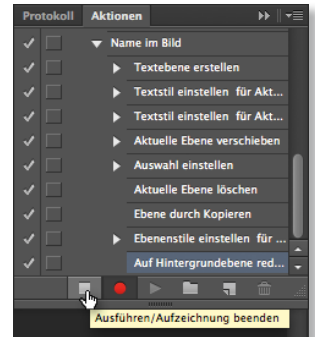 Protokoll Aktionen
Name im Bild
Textebene erstellen
Textstil einstellen für Akt...
Textstil einstellen für Akt...
Aktuelle Ebene verschieben
Auswahl einstellen
Aktuelle Ebene löschen
Ebene durch Kopieren
Ebenenstile einstellen für ...
Auf Hintergrundebene red...
Ausführen/Aufzeichnung beenden